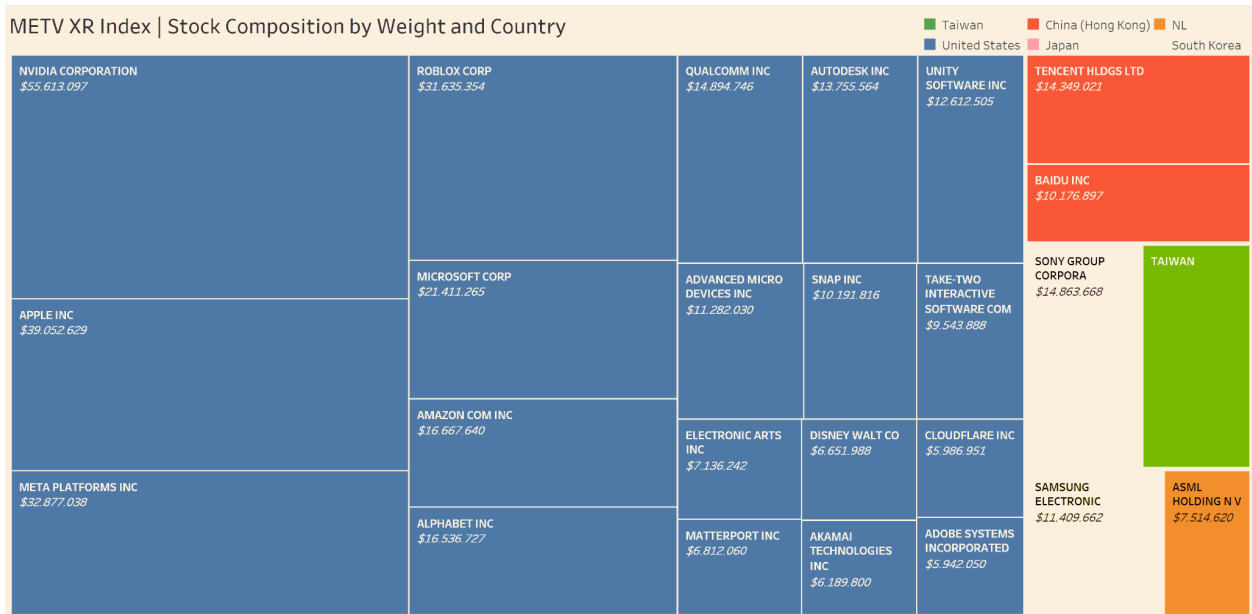 METV XR Index | Stock Composition by Weight and Country
Taiwan
China (Hong Kong)
NL
United States
Japan
South Korea
NVIDIA CORPORATION
$55.613.097
APPLE INC
$39.052.629
META PLATFORMS INC
$32.877.038
ROBLOX CORP
$31.635.354
MICROSOFT CORP
$21.411.265
AMAZON COM INC
$16.667.640
ALPHABET INC
$16.536.727
QUALCOMM INC
$14.894.746
AUTODESK INC
$13.755.564
UNITY
SOFTWARE INC
$12.612.505
ADVANCED MICRO
DEVICES INC
$11.282.030
SNAP INC
$10.191.816
TAKE-TWO
INTERACTIVE
SOFTWARE COM
$9.543.888
ELECTRONIC ARTS
INC
$7.136.242
DISNEY WALT CO
$6.651.988
CLOUDFLARE INC
$5.986.951
MATTERPORT INC
$6.812.060
AKAMAI
TECHNOLOGIES
INC
$6.189.800
ADOBE SYSTEMS
INCORPORATED
$5.942.050
TENCENT HLDGS LTD
$14.349.021
BAIDU INC
$10.176.897
SONY GROUP
CORPORA
$14.863.668
TAIWAN
SAMSUNG
ELECTRONIC
$11.409.662
ASML
HOLDING N V
$7.514.620